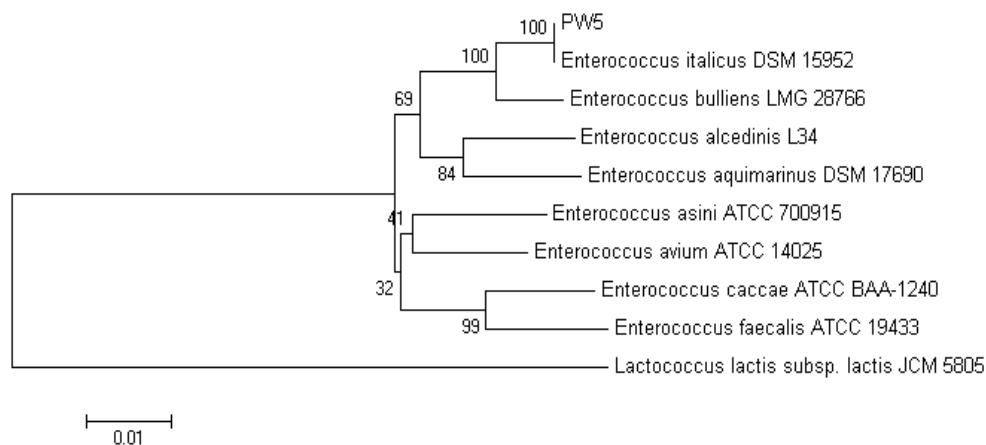 100 PW5
Enterococcus italicus DSM 15952
100
Enterococcus bulliens LMG 28766
69
Enterococcus alcedinis L34
84 Enterococcus aquimarinus DSM 17690
41 Enterococcus asini ATCC 700915
Enterococcus avium ATCC 14025
32 Enterococcus caccae ATCC BAA-1240
99 Enterococcus faecalis ATCC 19433
Lactococcus lactis subsp. lactis JCM 5805
0.01